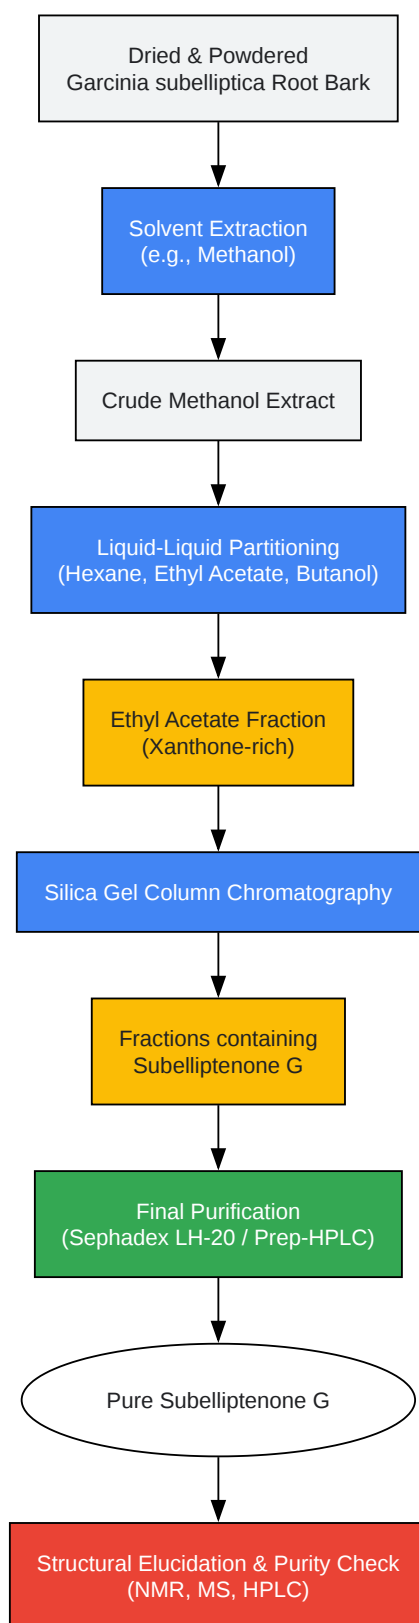 Dried & Powdered
Garcinia subelliptica Root Bark
Solvent Extraction
(e.g., Methanol)
Crude Methanol Extract
Liquid-Liquid Partitioning
(Hexane, Ethyl Acetate, Butanol)
Ethyl Acetate Fraction
(Xanthone-rich)
Silica Gel Column Chromatography
Fractions containing
Subelliptenone G
Final Purification
(Sephadex LH-20 / Prep-HPLC)
Pure Subelliptenone G
Structural Elucidation & Purity Check
(NMR, MS, HPLC)